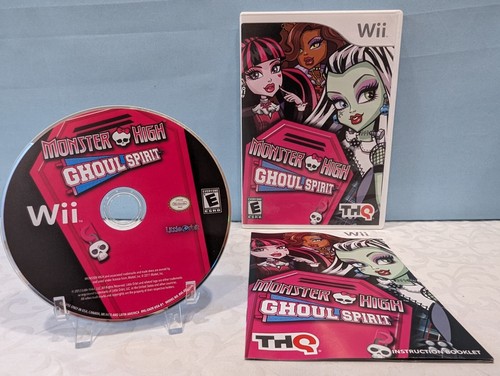 MONSTER HIGH
GHOUL SPIRIT
Wii
EVERYONE
E
Wii
MONSTER HIGH
GHOUL SPIRIT
E
THQ
Wii
MONSTER HIGH
GHOUL SPIRIT
THQ
INSTRUCTION BOOKLET